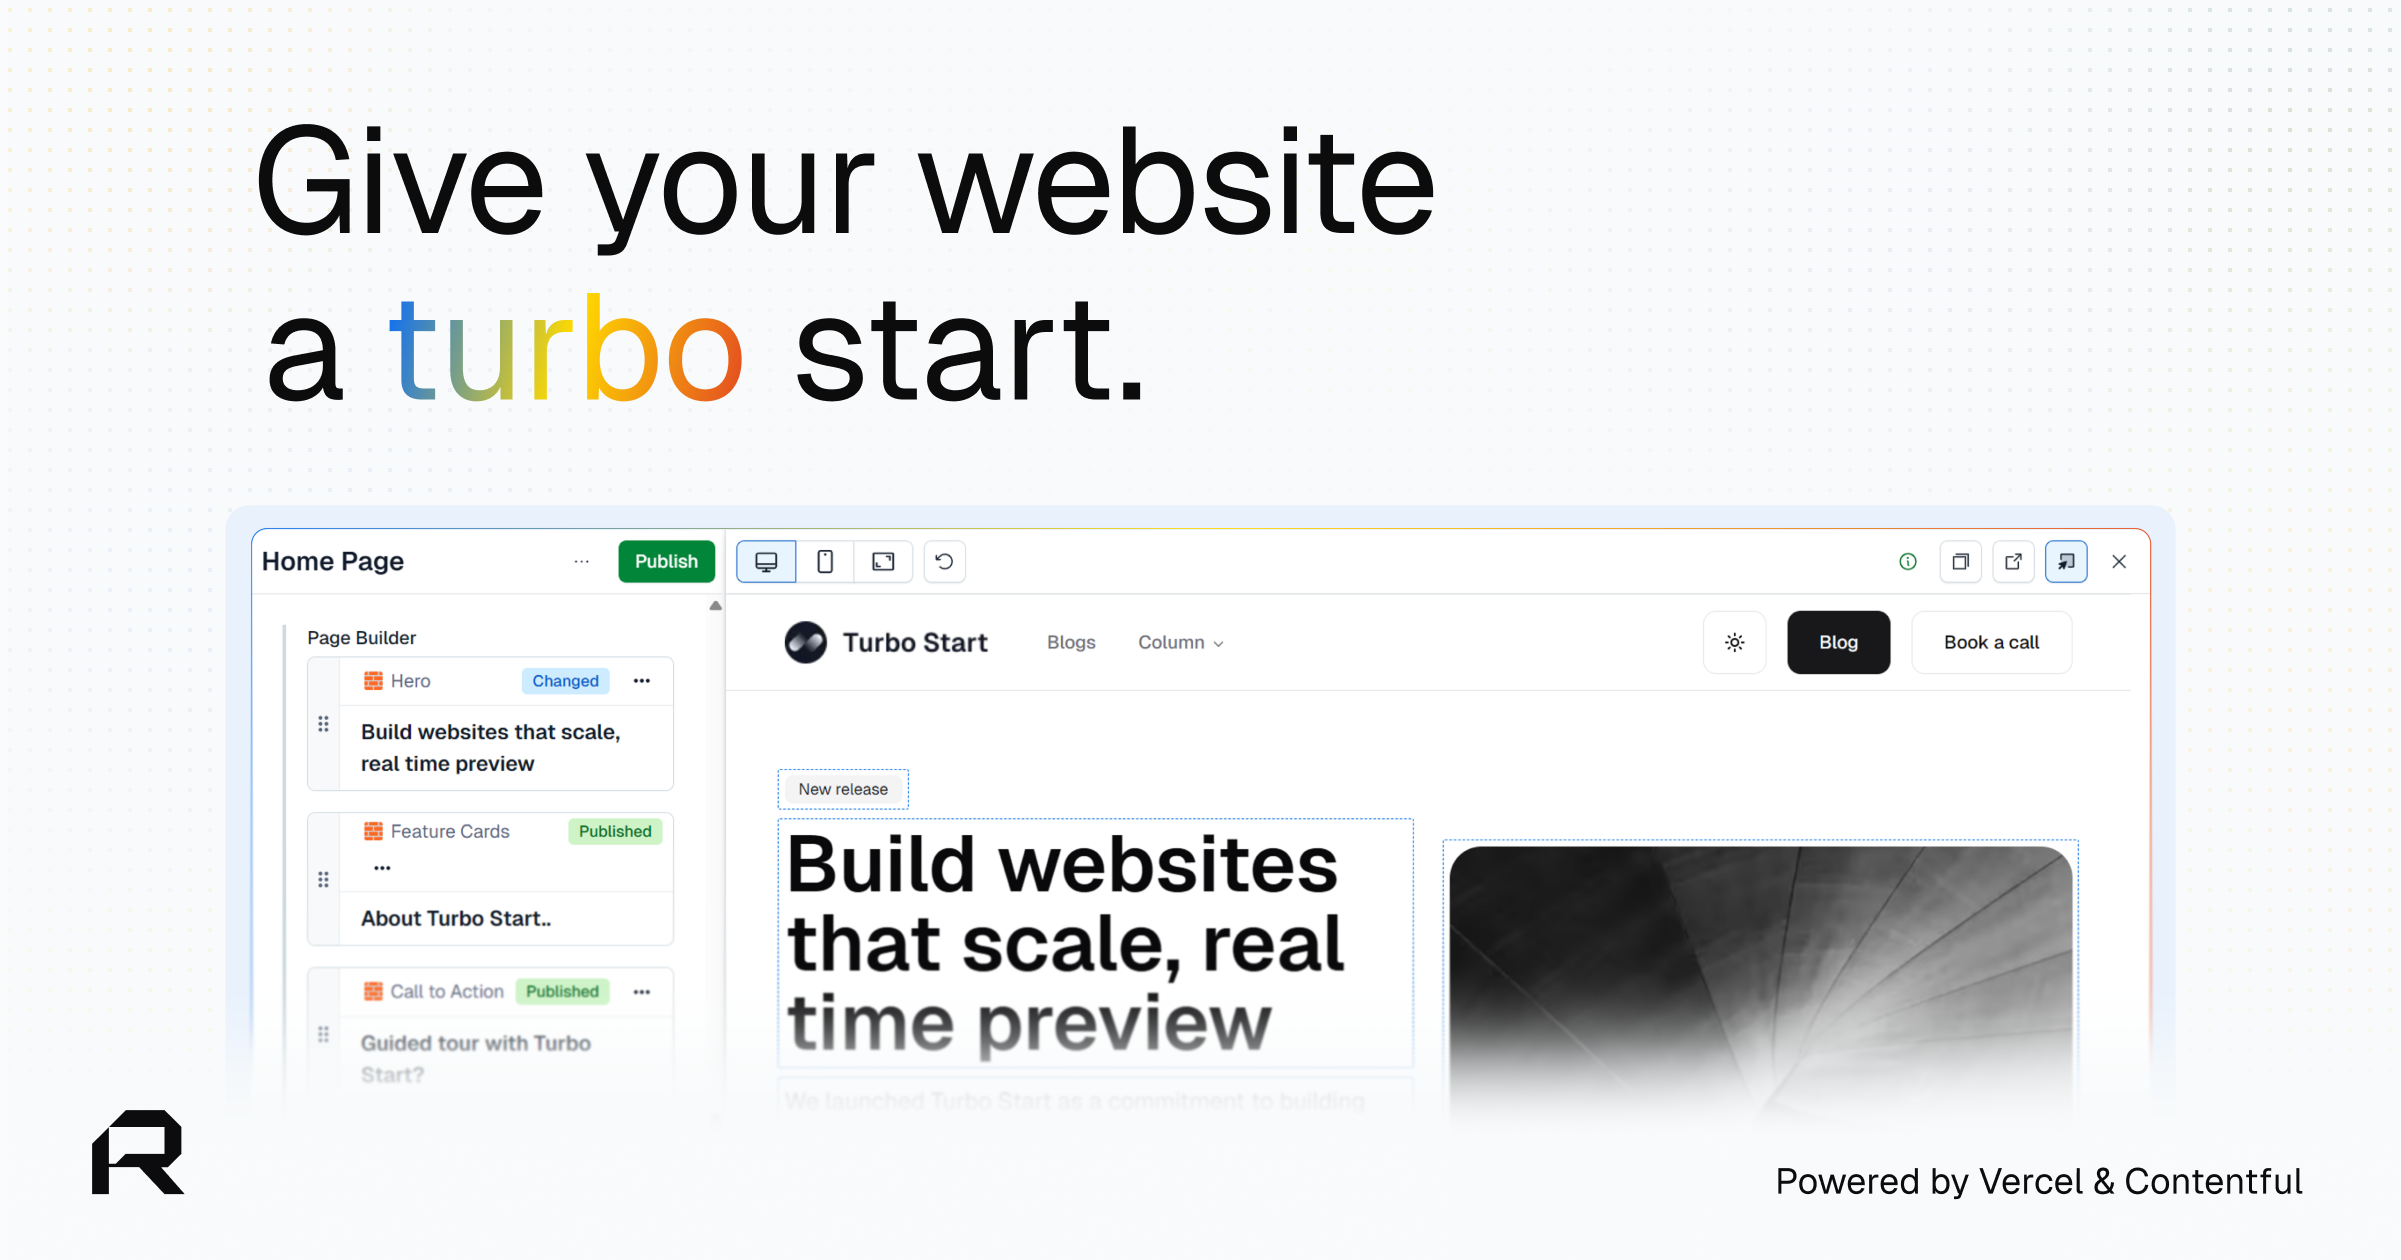 Give your website
a turbo start.
Home Page
Publish
Page Builder
Hero
Changed
Build websites that scale,
real time preview
Feature Cards
Published
About Turbo Start..
Call to Action
Published
Guided tour with Turbo
Start?
Turbo Start
Blogs
Column
Blog
Book a call
New release
Build websites
that scale, real
time preview
We launched Turbo Start as a commitment to building
R
Powered by Vercel & Contentful